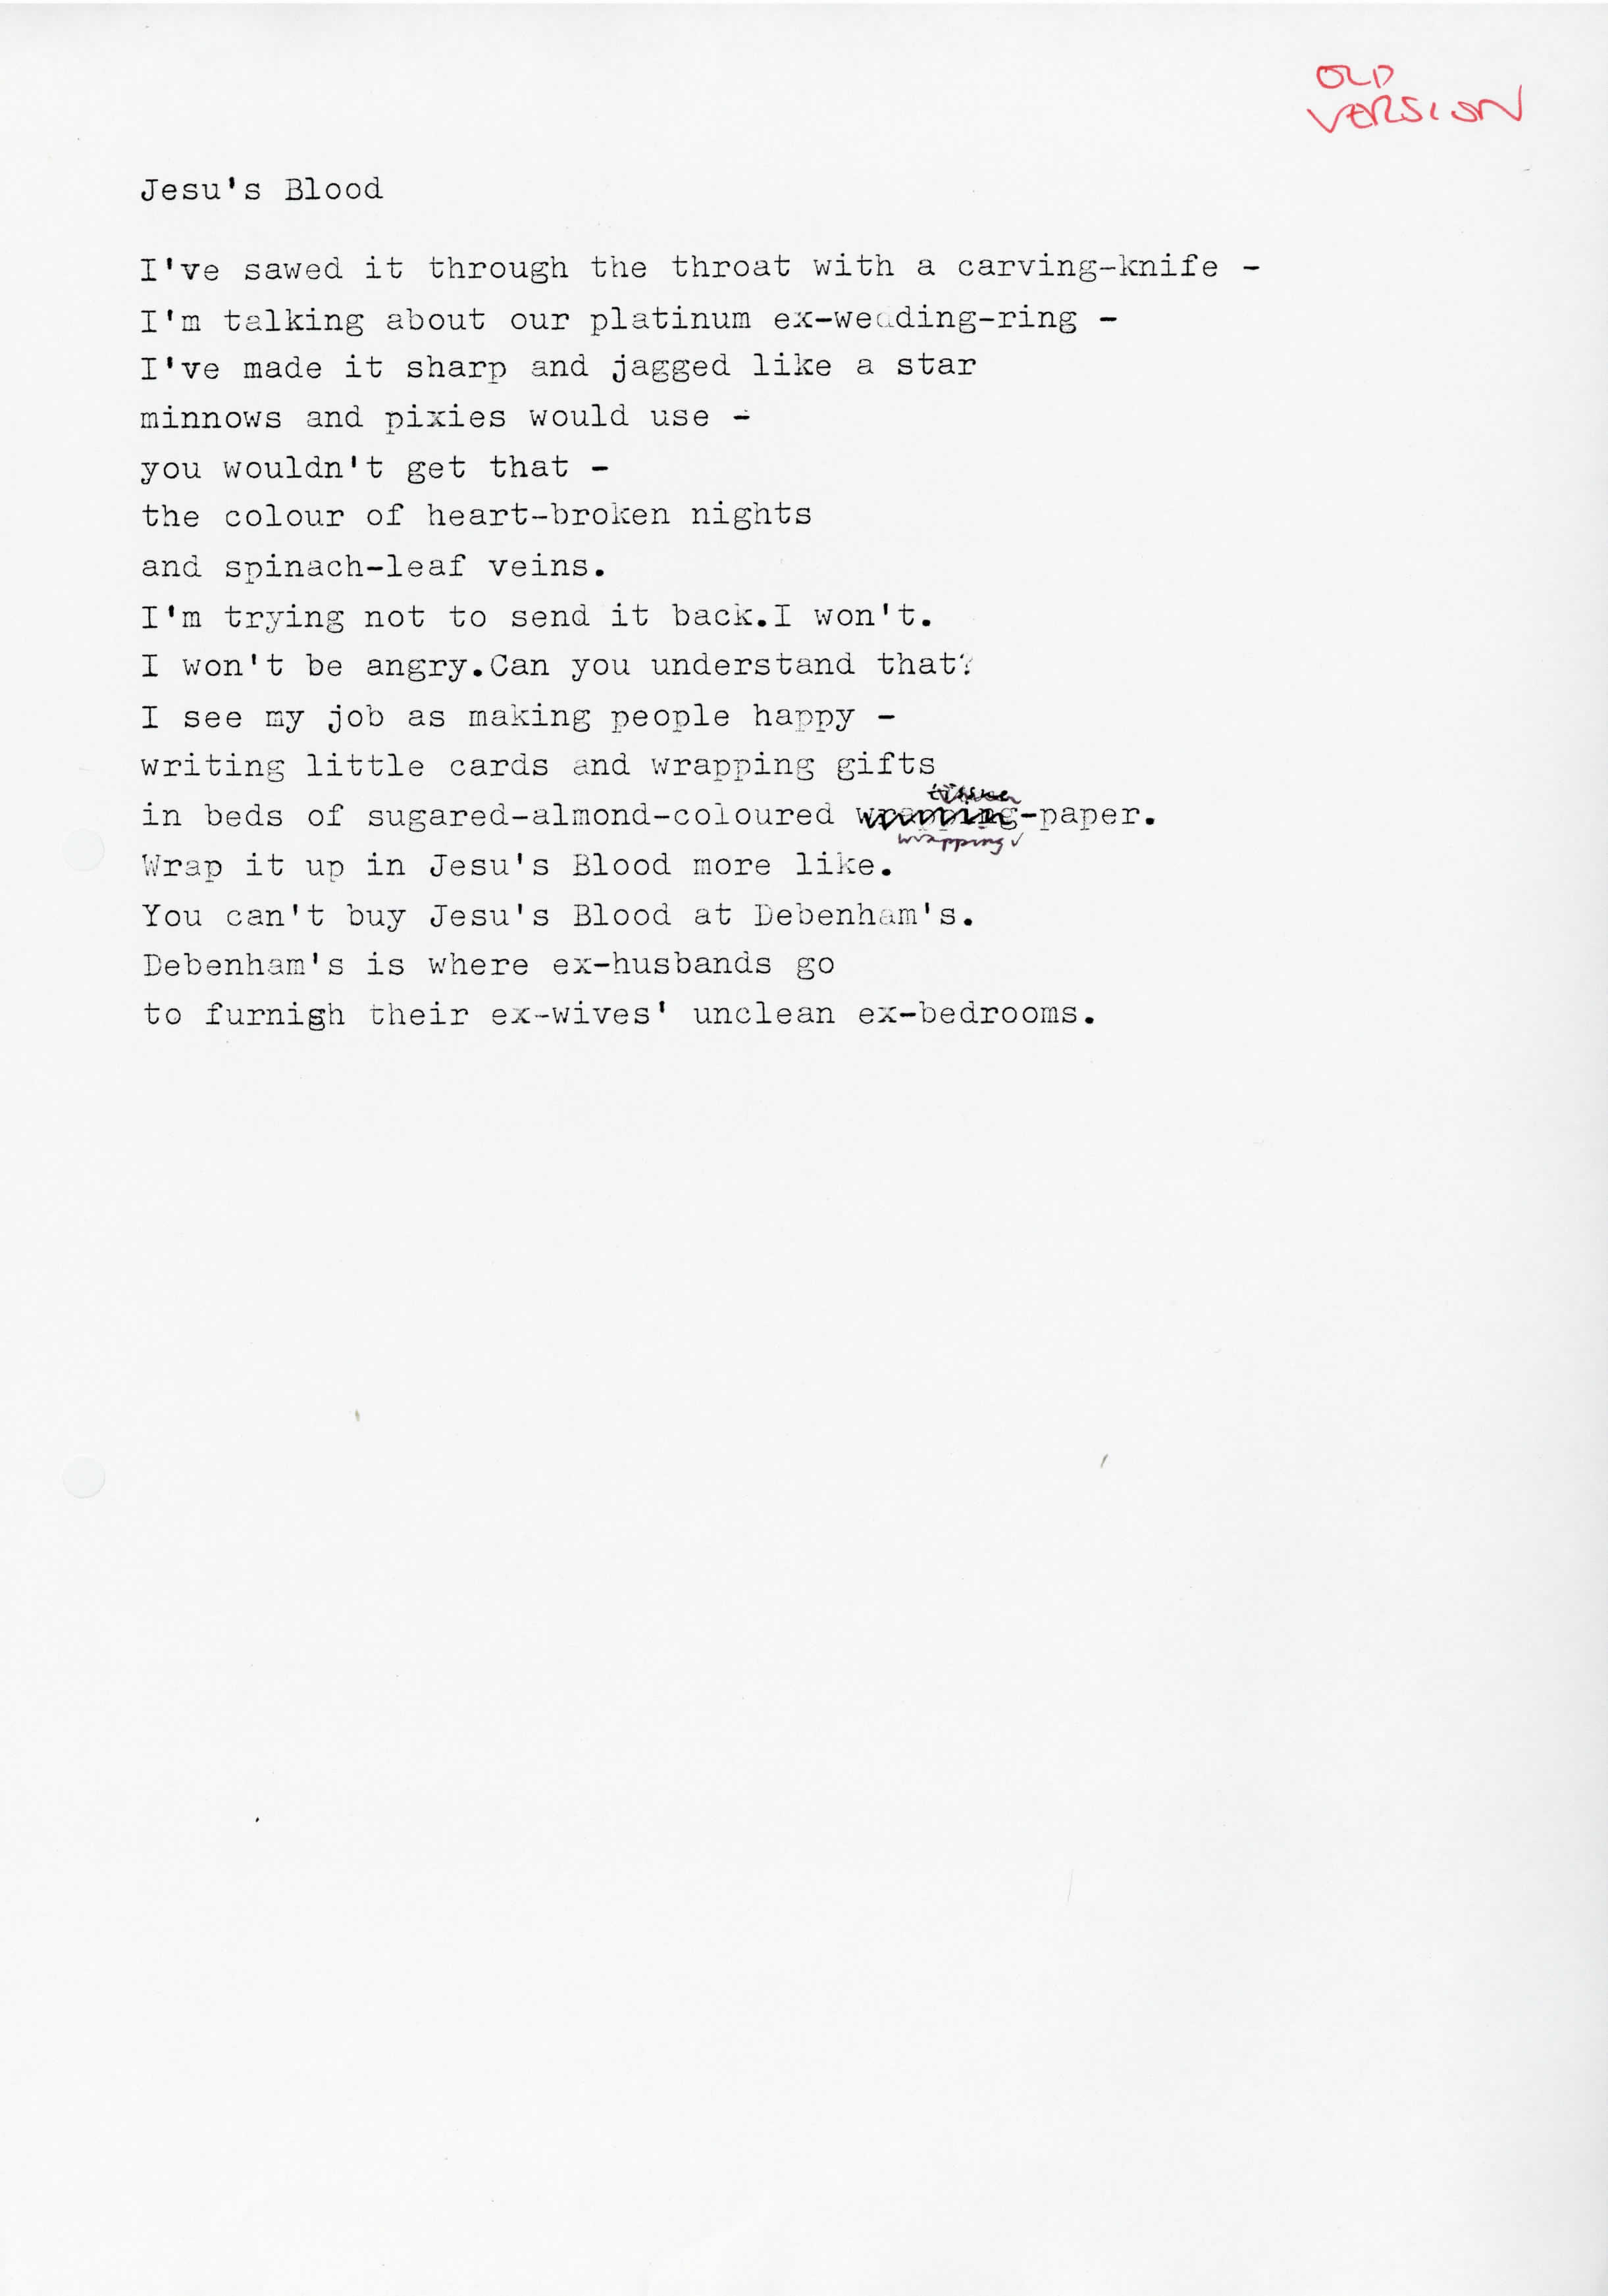 OLD
VERSION
Jesu's Blood
I've sawed it through the throat with a carving-knife -
I'm talking about our platinum ex-wedding-ring -
I've made it sharp and jagged like a star
minnows and pixies would use -
you wouldn't get that -
the colour of heart-broken nights
and spinach-leaf veins.
I'm trying not to send it back.I won't.
I won't be angry.Can you understand that?
I see my job as making people happy -
writing little cards and wrapping gifts
tissue
in beds of sugared-almond-coloured wrapping-paper.
wrapping ✓
Wrap it up in Jesu's Blood more like.
You can't buy Jesu's Blood at Debenham's.
Debenham's is where ex-husbands go
to furnigh their ex-wives' unclean ex-bedrooms.